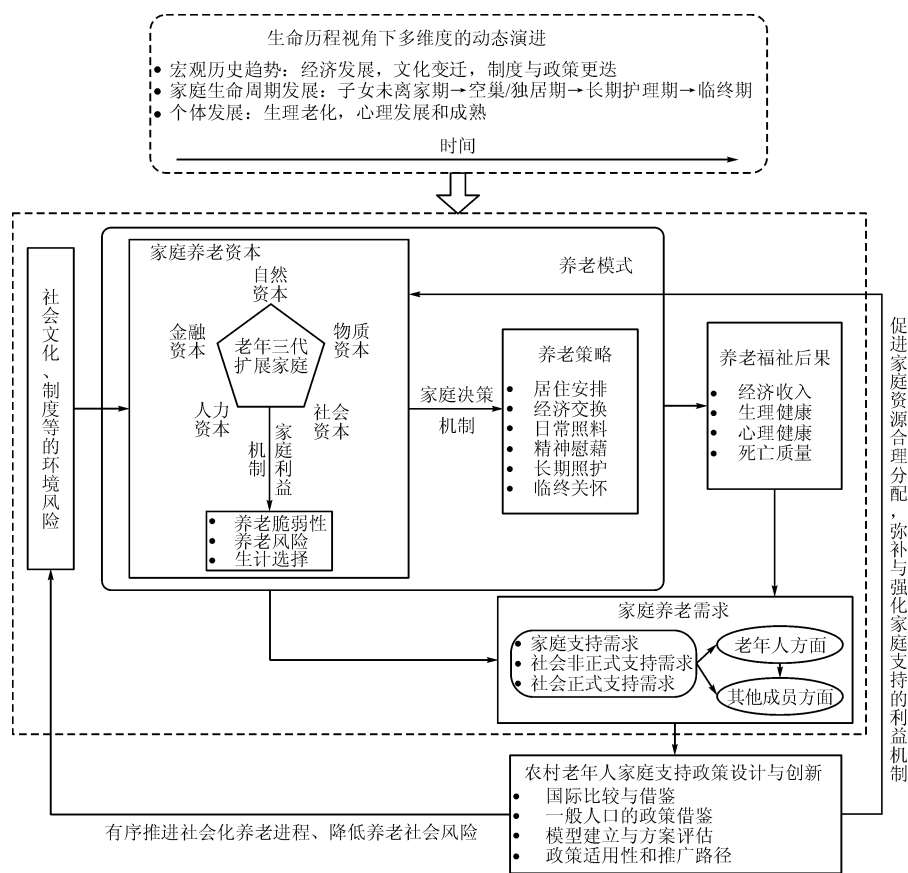 生命历程视角下多维度的动态演进
● 宏观历史趋势：经济发展，文化变迁，制度与政策更迭
● 家庭生命周期发展：子女未离家期→空巢/独居期→长期护理期→临终期
● 个体发展：生理老化，心理发展和成熟
时间
社会文化、制度等的环境风险
家庭养老资本
自然
资本
金融
资本
物质
资本
老年三代
扩展家庭
人力
资本
社会
资本
家庭利益
机制
● 养老脆弱性
● 养老风险
● 生计选择
家庭决策
机制
养老模式
养老策略
● 居住安排
● 经济交换
● 日常照料
● 精神慰藉
● 长期照护
● 临终关怀
养老福祉后果
● 经济收入
● 生理健康
● 心理健康
● 死亡质量
家庭养老需求
● 家庭支持需求
● 社会非正式支持需求
● 社会正式支持需求
老年人方面
其他成员方面
促进家庭资源合理分配，弥补与强化家庭支持的利益机制
农村老年人家庭支持政策设计与创新
● 国际比较与借鉴
● 一般人口的政策借鉴
● 模型建立与方案评估
● 政策适用性和推广路径
有序推进社会化养老进程、降低养老社会风险